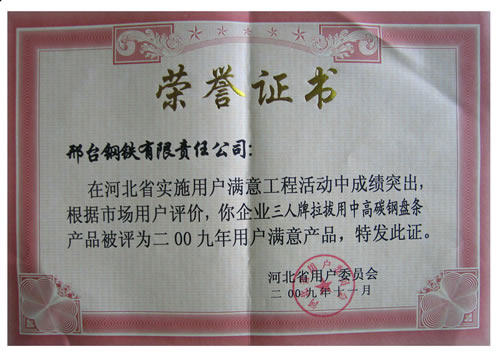 荣誉证书
邢台钢铁有限责任公司:
在河北省实施用户满意工程活动中成绩突出,
根据市场用户评价,你企业三人牌拉拔用中高碳钢盘条
产品被评为二00九年用户满意产品,特发此证。
河北省用户委员会
二00九年十一月